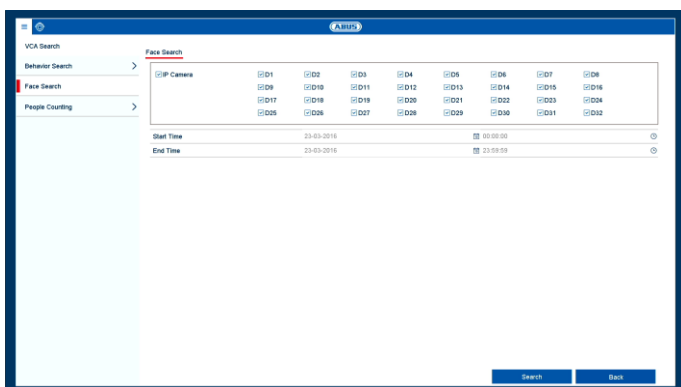 ABUS
VCA Search
Behavior Search
Face Search
People Counting
Face Search
IP Camera D1 D2 D3 D4 D5 D6 D7 D8
D9 D10 D11 D12 D13 D14 D15 D16
D17 D18 D19 D20 D21 D22 D23 D24
D25 D26 D27 D28 D29 D30 D31 D32
Start Time 23-03-2016 00:00:00
End Time 23-03-2016 23:59:59
Search Back